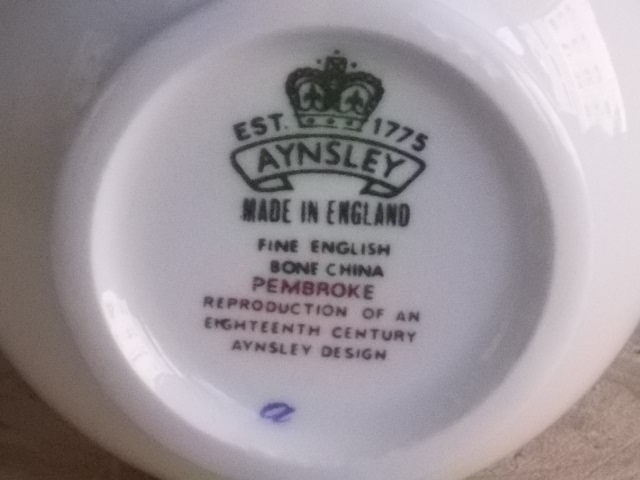 EST. 1775
AYNSLEY
MADE IN ENGLAND
FINE ENGLISH
BONE CHINA
PEMBROKE
REPRODUCTION OF AN
EIGHTEENTH CENTURY
AYNSLEY DESIGN
a